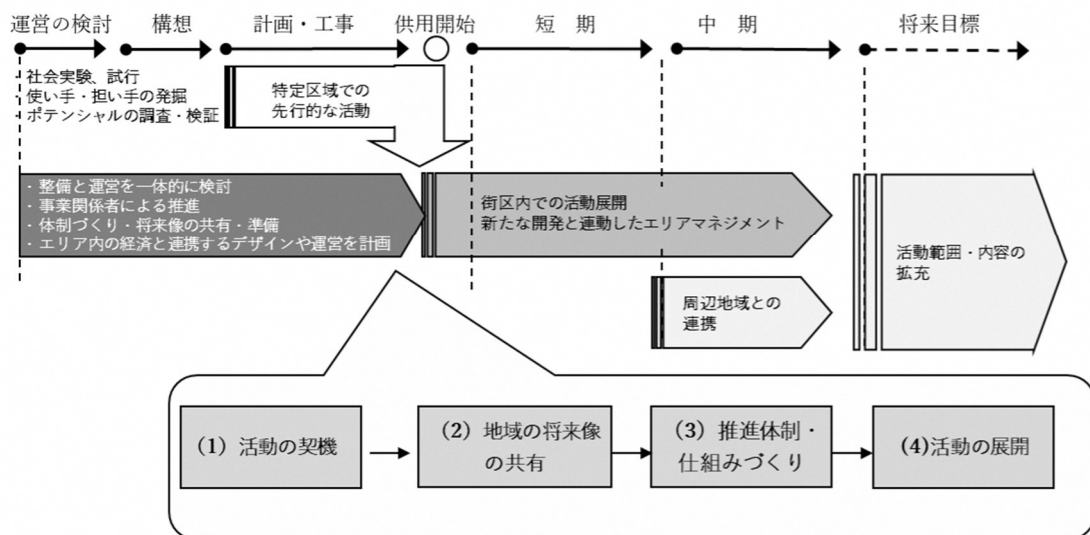 運営の検討 構想 計画・工事 供用開始 短 期 中 期 将来目標
・社会実験、試行
・使い手・担い手の発掘
・ポテンシャルの調査・検証
特定区域での
先行的な活動
・整備と運営を一体的に検討
・事業関係者による推進
・体制づくり・将来像の共有・準備
・エリア内の経済と連携するデザインや運営を計画
街区内での活動展開
新たな開発と連動したエリアマネジメント
周辺地域との
連携
活動範囲・内容の
拡充
(1) 活動の契機
(2) 地域の将来像
の共有
(3) 推進体制・
仕組みづくり
(4)活動の展開